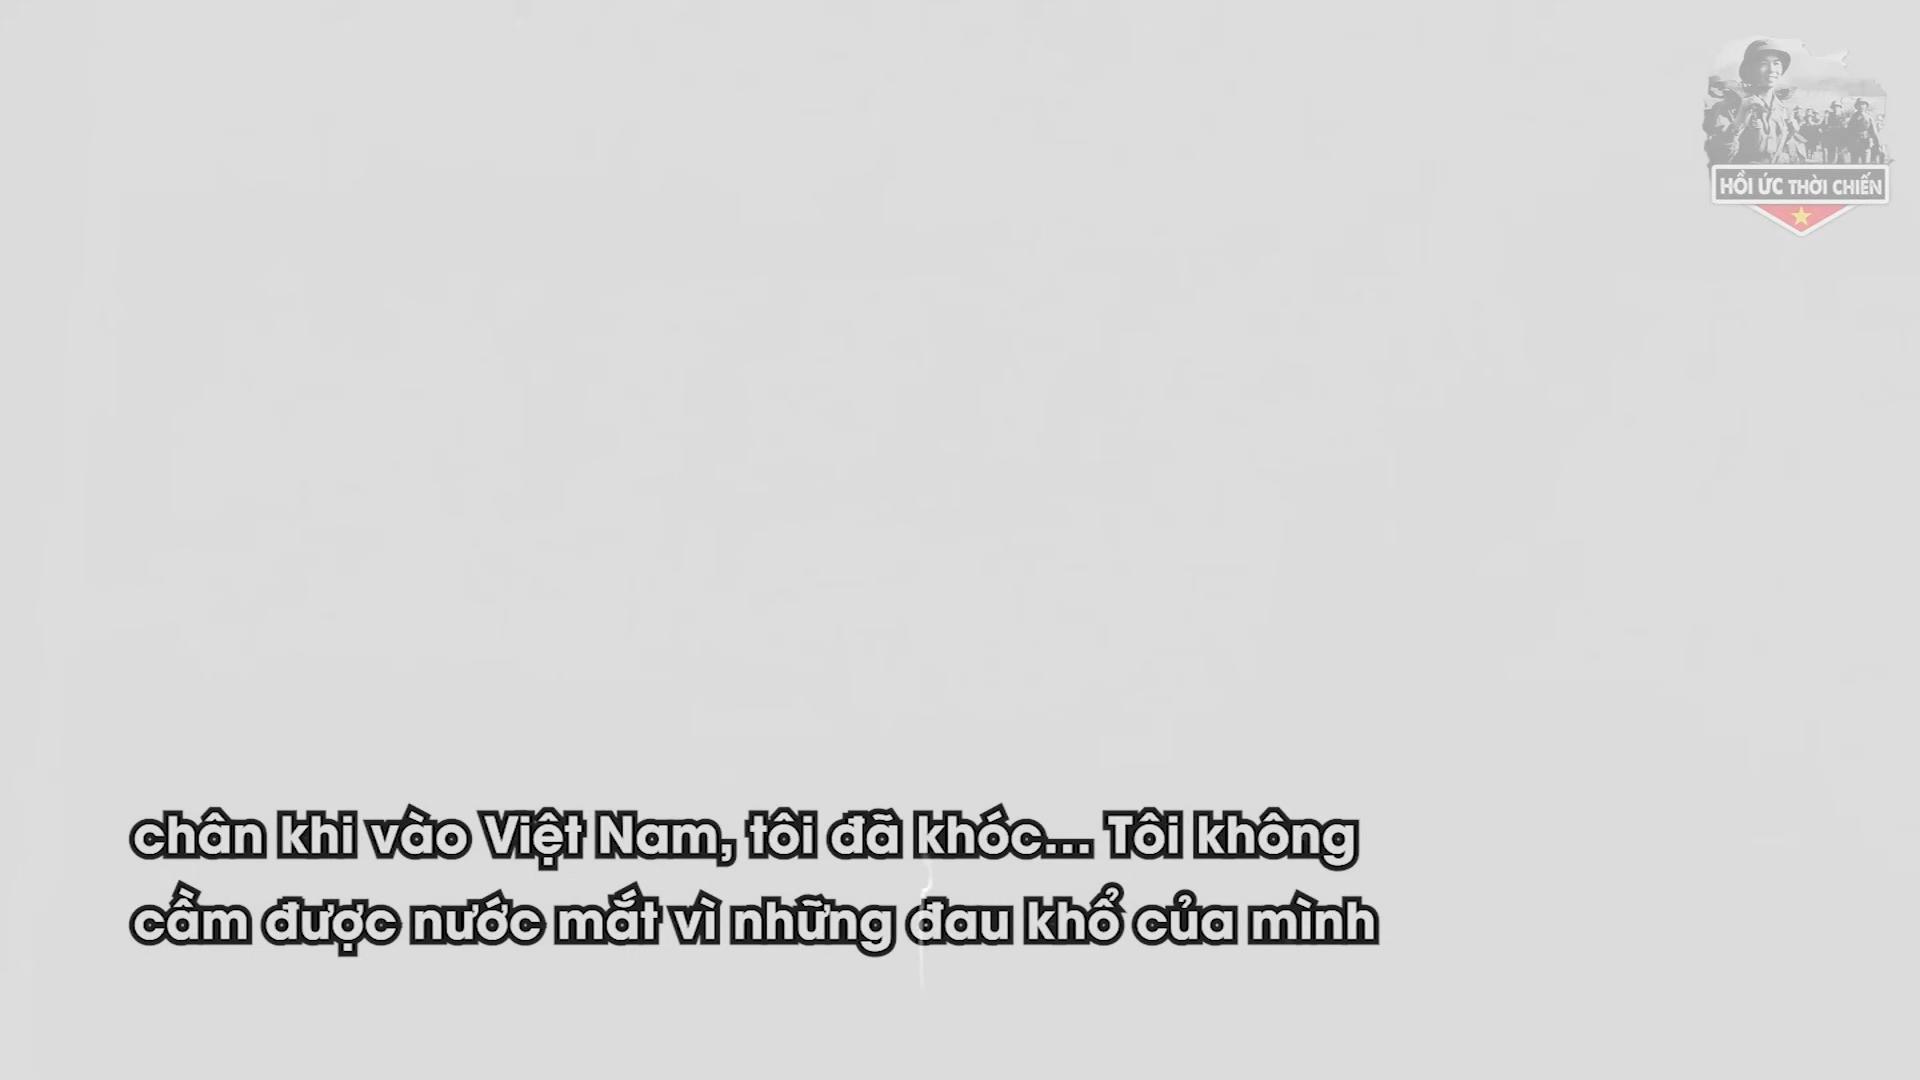 HỒI ỨC THỜI CHIẾN
chân khi vào Việt Nam, tôi đã khóc... Tôi không
cầm được nước mắt vì những đau khổ của mình